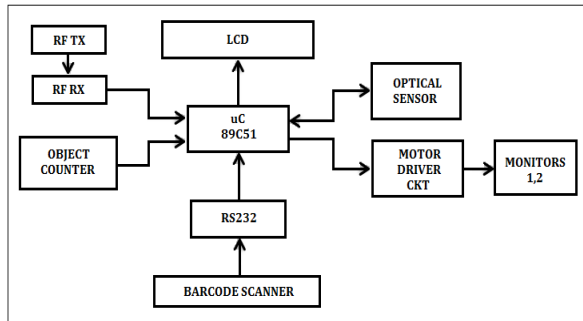 RF TX
LCD
RF RX
OPTICAL
SENSOR
uC
89C51
OBJECT
COUNTER
MOTOR
DRIVER
CKT
MONITORS
1,2
RS232
BARCODE SCANNER